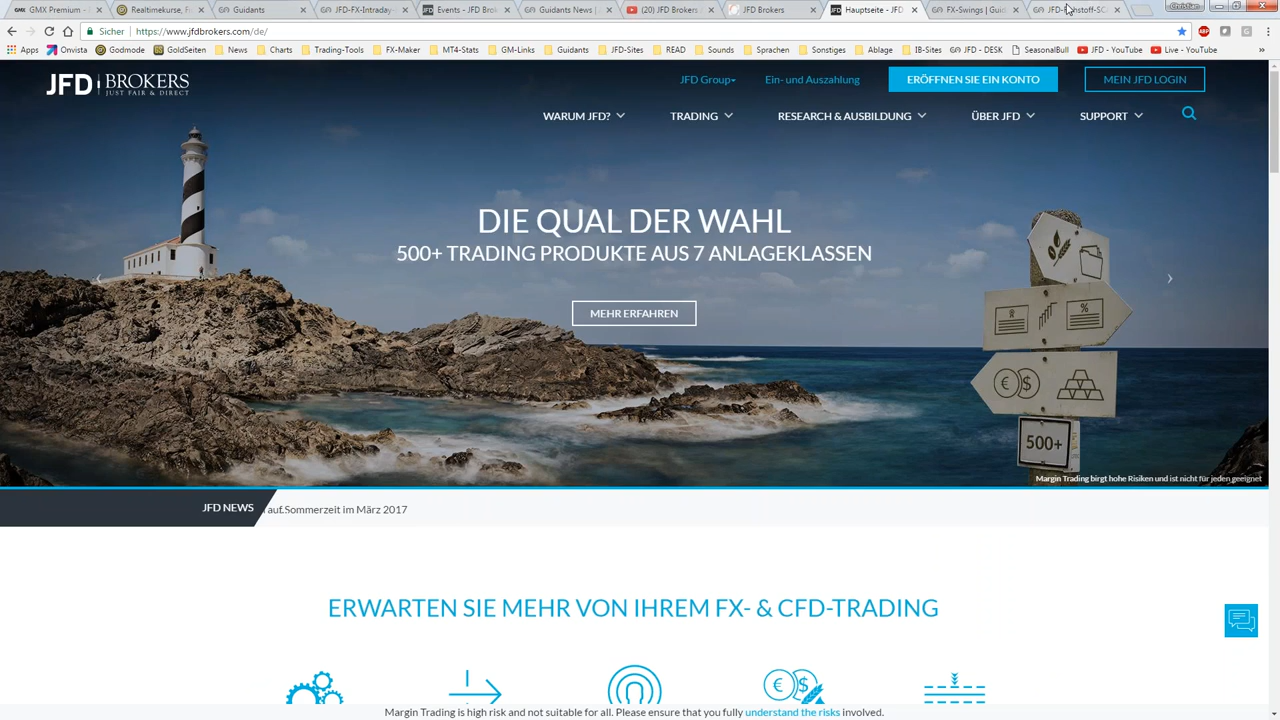 GMX Premium -
Realtimekurse, F
Guidants
JFD-FX-Intraday-
Events - JFD Bro
Guidants News |
(20) JFD Brokers
JFD Brokers
Hauptseite - JFD
FX-Swings | Guid
Christian
Sicher | https://www.jfdbrokers.com/de/
Apps
Onvista
Godmode
GoldSeiten
News
Charts
Trading-Tools
FX-Maker
MT4-Stats
GM-Links
Guidants
JFD-Sites
READ
Sounds
Sprachen
Sonstiges
Ablage
IB-Sites
JFD - DESK
SeasonalBull
JFD - YouTube
Live - YouTube
»
JFD | BROKERS
JUST FAIR & DIRECT
JFD Group
Ein- und Auszahlung
ERÖFFNEN SIE EIN KONTO
MEIN JFD LOGIN
WARUM JFD?
TRADING
RESEARCH & AUSBILDUNG
ÜBER JFD
SUPPORT
DIE QUAL DER WAHL
500+ TRADING PRODUKTE AUS 7 ANLAGEKLASSEN
MEHR ERFAHREN
500+
Margin Trading birgt hohe Risiken und ist nicht für jeden geeignet
JFD NEWS
auf Sommerzeit im März 2017
ERWARTEN SIE MEHR VON IHREM FX- & CFD-TRADING
Margin Trading is high risk and not suitable for all. Please ensure that you fully understand the risks involved.